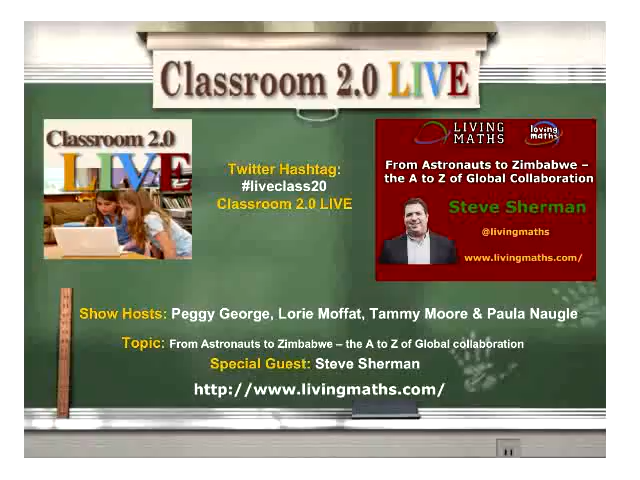 Classroom 2.0 LIVE
Classroom 2.0
LIVE
Twitter Hashtag:
#liveclass20
Classroom 2.0 LIVE
LIVING
MATHS
loving
maths
From Astronauts to Zimbabwe –
the A to Z of Global Collaboration
Steve Sherman
@livingmaths
www.livingmaths.com/
Show Hosts: Peggy George, Lorie Moffat, Tammy Moore & Paula Naugle
Topic: From Astronauts to Zimbabwe – the A to Z of Global collaboration
Special Guest: Steve Sherman
http://www.livingmaths.com/